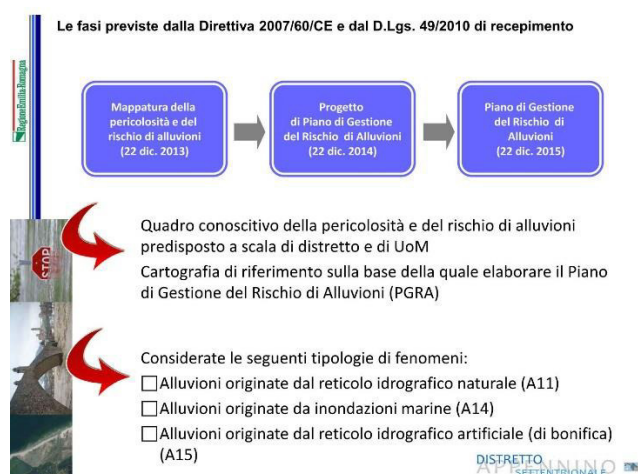 Le fasi previste dalla Direttiva 2007/60/CE e dal D.Lgs. 49/2010 di recepimento
RegioneEmilia-Romagna
Mappatura della
pericolosità e del
rischio di alluvioni
(22 dic. 2013)
Progetto
di Piano di Gestione
del Rischio di Alluvioni
(22 dic. 2014)
Piano di Gestione
del Rischio di
Alluvioni
(22 dic. 2015)
STOP
Quadro conoscitivo della pericolosità e del rischio di alluvioni
predisposto a scala di distretto e di UoM
Cartografia di riferimento sulla base della quale elaborare il Piano
di Gestione del Rischio di Alluvioni (PGRA)
Considerate le seguenti tipologie di fenomeni:
Alluvioni originate dal reticolo idrografico naturale (A11)
Alluvioni originate da inondazioni marine (A14)
Alluvioni originate dal reticolo idrografico artificiale (di bonifica)
(A15)
DISTRETTO
APPENNINO
SETTENTRIONALE